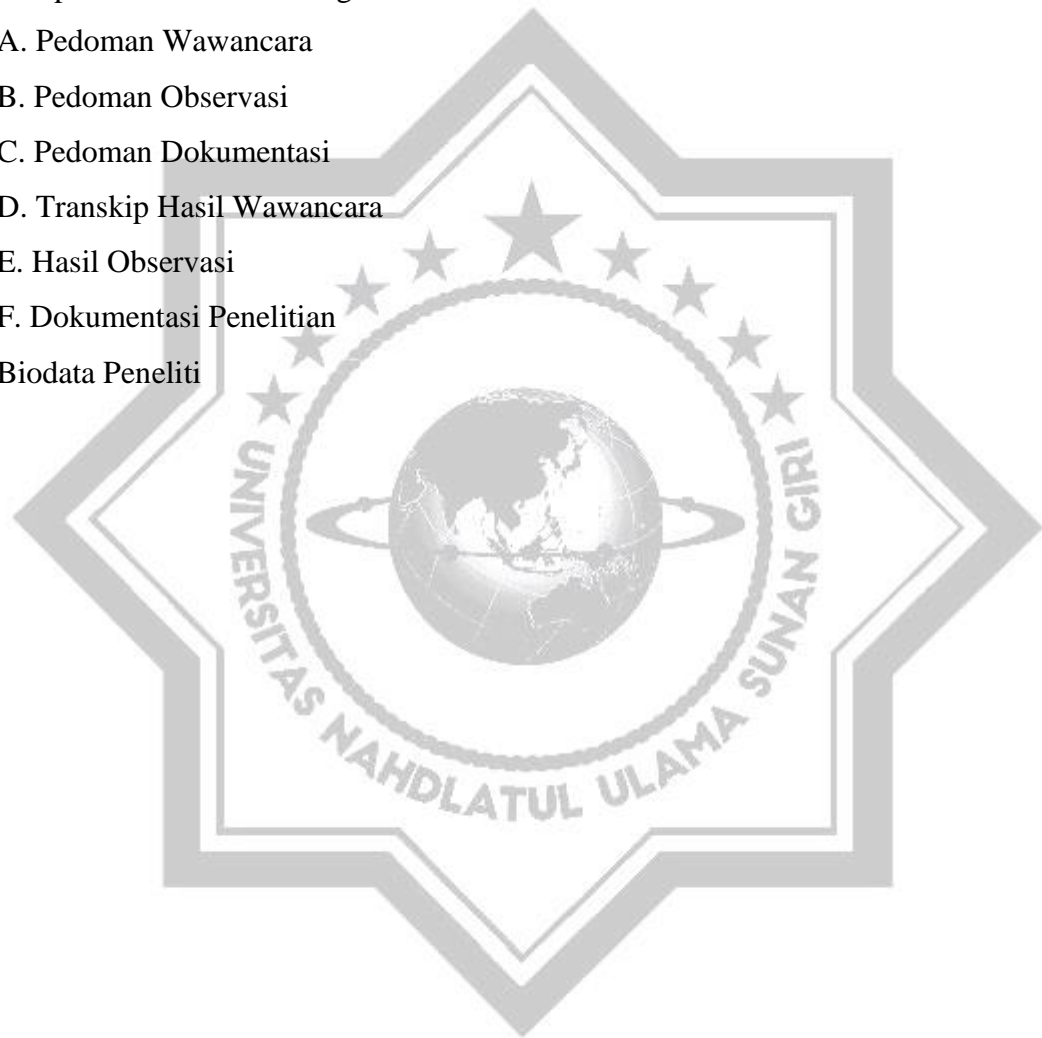 A. Pedoman Wawancara
B. Pedoman Observasi
C. Pedoman Dokumentasi
D. Transkip Hasil Wawancara
E. Hasil Observasi
F. Dokumentasi Penelitian
Biodata Peneliti
UNIVERSITAS NAHDLATUL ULAMA SUNAN GIRI